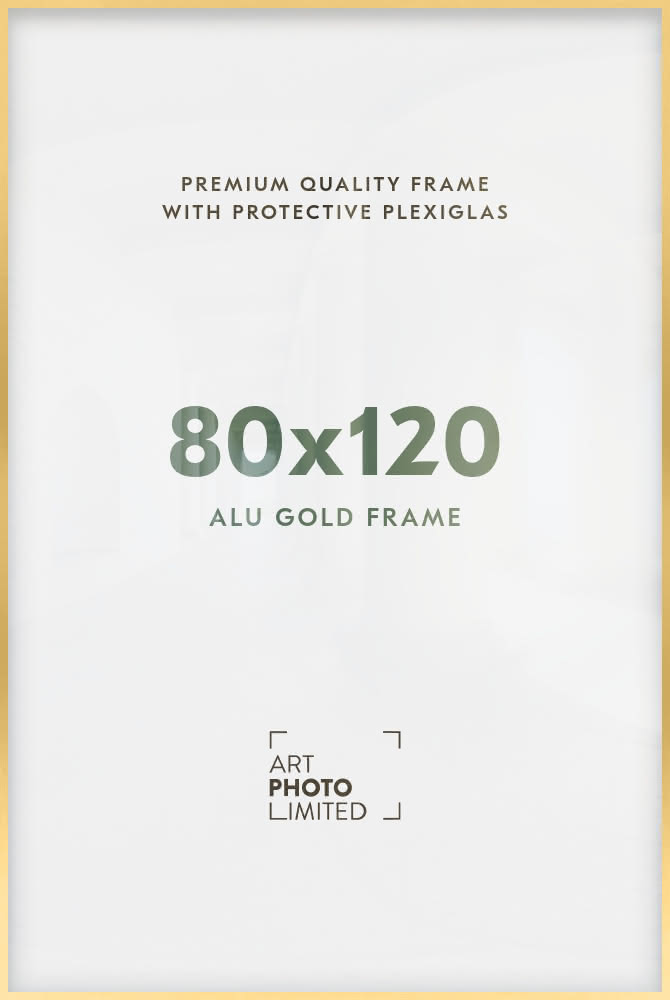 PREMIUM QUALITY FRAME
WITH PROTECTIVE PLEXIGLAS
80x120
ALU GOLD FRAME
ART
PHOTO
LIMITED